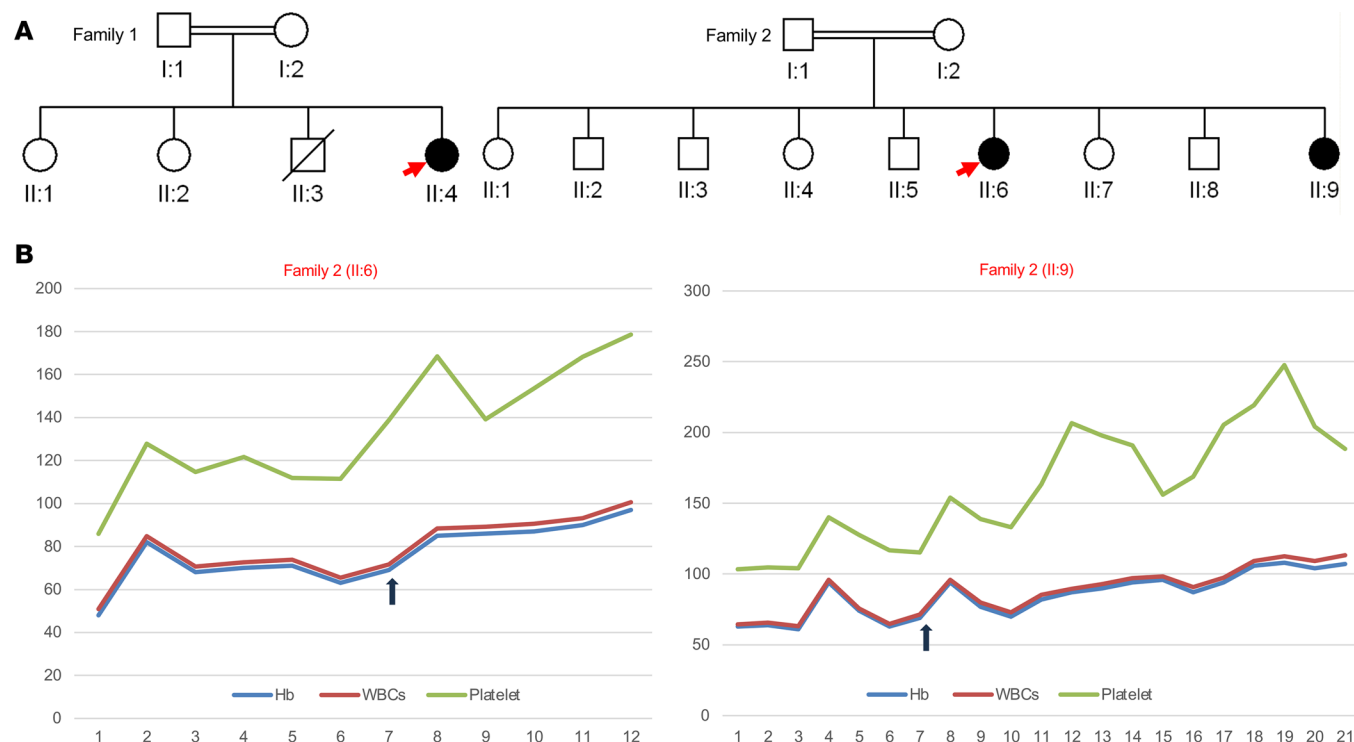 A
Family 1
I:1 I:2
II:1 II:2 II:3 II:4
Family 2
I:1 I:2
II:1 II:2 II:3 II:4 II:5 II:6 II:7 II:8 II:9
B
Family 2 (II:6)
200
180
160
140
120
100
80
60
40
20
0
Hb WBCs Platelet
1 2 3 4 5 6 7 8 9 10 11 12
Family 2 (II:9)
300
250
200
150
100
50
0
Hb WBCs Platelet
1 2 3 4 5 6 7 8 9 10 11 12 13 14 15 16 17 18 19 20 21